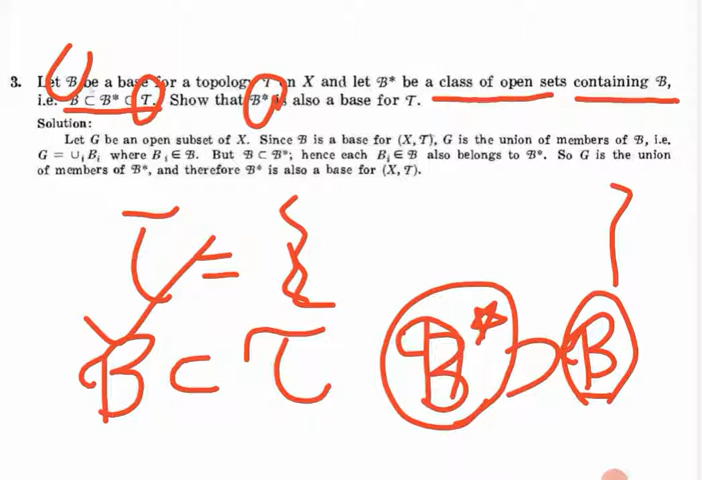 3. Let ℬ be a base for a topology T on X and let ℬ* be a class of open sets containing ℬ,
i.e. ℬ ⊂ ℬ* ⊂ T. Show that ℬ* is also a base for T.
Solution:
Let G be an open subset of X. Since ℬ is a base for (X, T), G is the union of members of ℬ, i.e.
G = ∪ᵢ Bᵢ where Bᵢ ∈ ℬ. But ℬ ⊂ ℬ*; hence each Bᵢ ∈ ℬ also belongs to ℬ*. So G is the union
of members of ℬ*, and therefore ℬ* is also a base for (X, T).
τ = { }
ℬ ⊂ τ ℬ* ⊃ ℬ